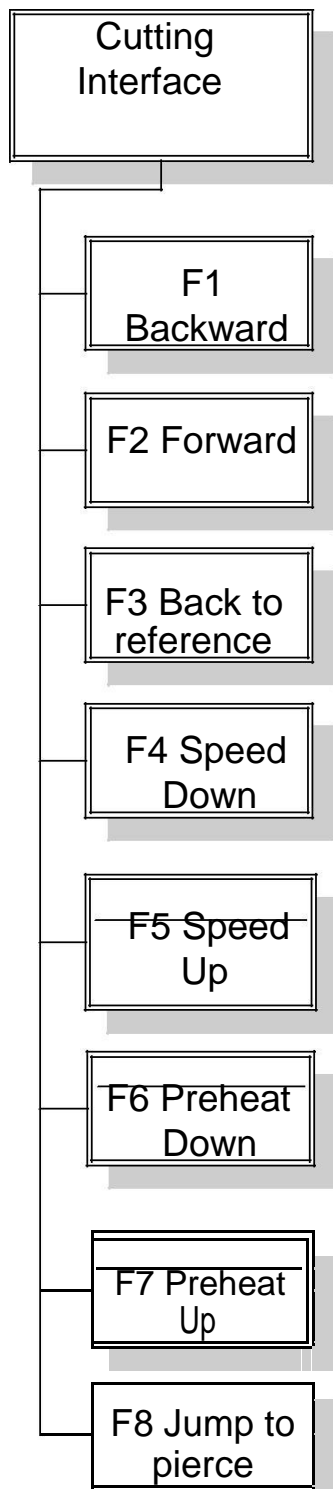 Cutting
Interface
F1
Backward
F2 Forward
F3 Back to
reference
F4 Speed
Down
F5 Speed
Up
F6 Preheat
Down
F7 Preheat
Up
F8 Jump to
pierce